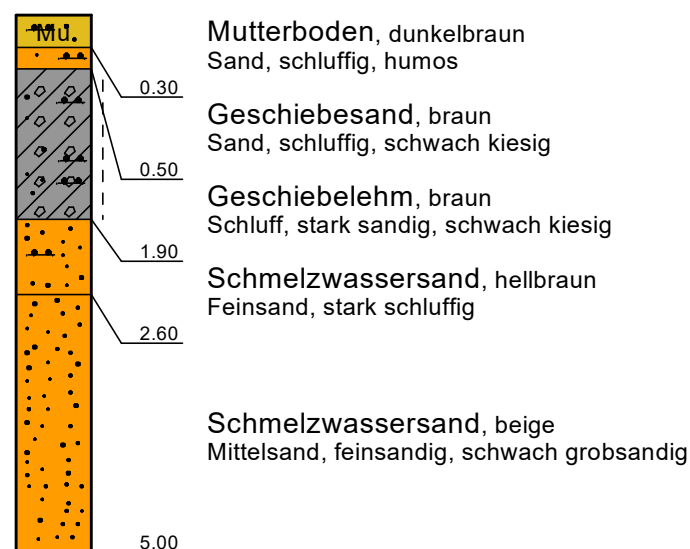 Mu.
Mutterboden, dunkelbraun
Sand, schluffig, humos
0.30
Geschiebesand, braun
Sand, schluffig, schwach kiesig
0.50
Geschiebelehm, braun
Schluff, stark sandig, schwach kiesig
1.90
Schmelzwassersand, hellbraun
Feinsand, stark schluffig
2.60
Schmelzwassersand, beige
Mittelsand, feinsandig, schwach grobsandig
5.00